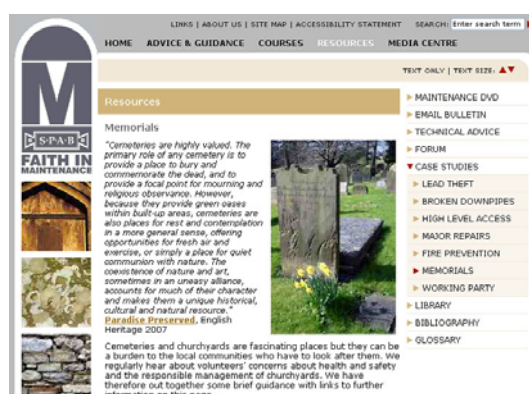 LINKS | ABOUT US | SITE MAP | ACCESSIBILITY STATEMENT SEARCH: Enter search term
HOME ADVICE & GUIDANCE COURSES RESOURCES MEDIA CENTRE
TEXT ONLY | TEXT SIZE:
M
S·P·A·B
FAITH IN
MAINTENANCE
Resources
Memorials
"Cemeteries are highly valued. The
primary role of any cemetery is to
provide a place to bury and
commemorate the dead, and to
provide a focal point for mourning and
religious observance. However,
because they provide green oases
within built-up areas, cemeteries are
also places for rest and contemplation
in a more general sense, offering
opportunities for fresh air and
exercise, or simply a place for quiet
communion with nature. The
coexistence of nature and art,
sometimes in an uneasy alliance,
accounts for much of their character
and makes them a unique historical,
cultural and natural resource."
Paradise Preserved, English
Heritage 2007
Cemeteries and churchyards are fascinating places but they can be
a burden to the local communities who have to look after them. We
regularly hear about volunteers' concerns about health and safety
and the responsible management of churchyards. We have
therefore put together some brief guidance with links to further
information on this page.
MAINTENANCE DVD
EMAIL BULLETIN
TECHNICAL ADVICE
FORUM
CASE STUDIES
LEAD THEFT
BROKEN DOWNPIPES
HIGH LEVEL ACCESS
MAJOR REPAIRS
FIRE PREVENTION
MEMORIALS
WORKING PARTY
LIBRARY
BIBLIOGRAPHY
GLOSSARY